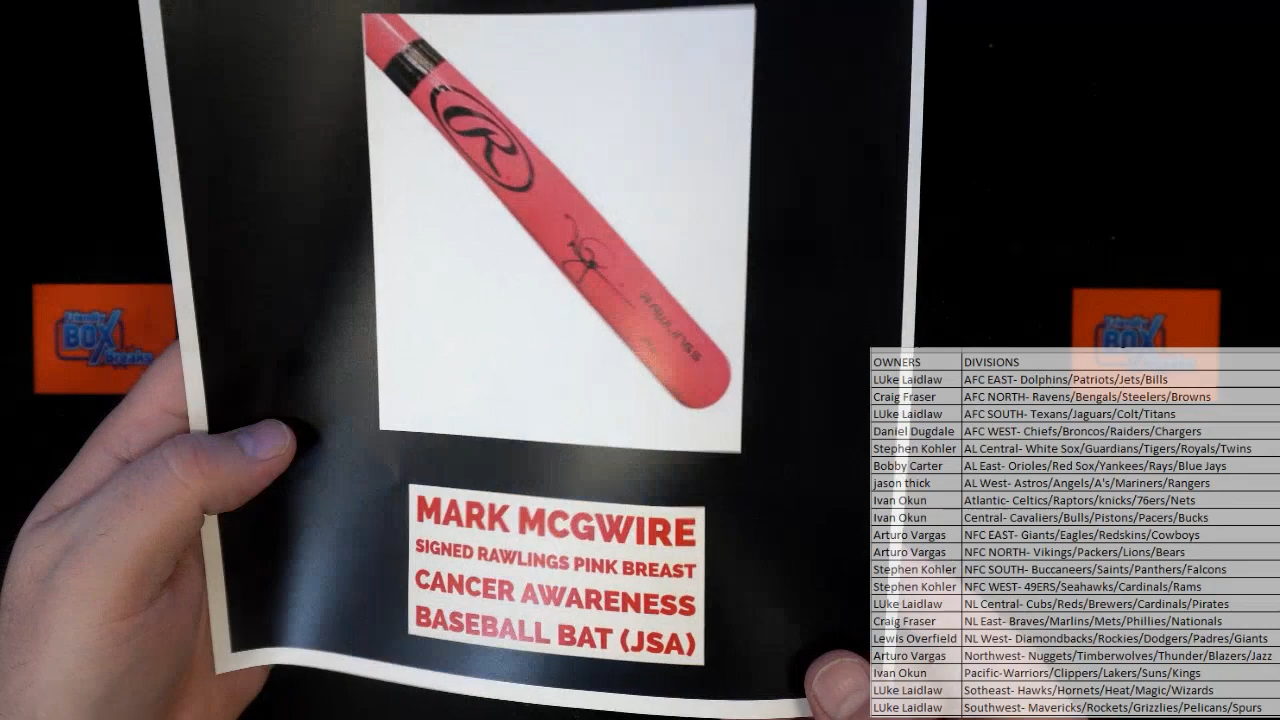 R
RAWLINGS
MARK MCGWIRE
SIGNED RAWLINGS PINK BREAST
CANCER AWARENESS
BASEBALL BAT (JSA)
BOX
Breaks
BOX
OWNERS DIVISIONS
LUke Laidlaw AFC EAST- Dolphins/Patriots/Jets/Bills
Craig Fraser AFC NORTH- Ravens/Bengals/Steelers/Browns
LUke Laidlaw AFC SOUTH- Texans/Jaguars/Colt/Titans
Daniel Dugdale AFC WEST- Chiefs/Broncos/Raiders/Chargers
Stephen Kohler AL Central- White Sox/Guardians/Tigers/Royals/Twins
Bobby Carter AL East- Orioles/Red Sox/Yankees/Rays/Blue Jays
jason thick AL West- Astros/Angels/A's/Mariners/Rangers
Ivan Okun Atlantic- Celtics/Raptors/knicks/76ers/Nets
Ivan Okun Central- Cavaliers/Bulls/Pistons/Pacers/Bucks
Arturo Vargas NFC EAST- Giants/Eagles/Redskins/Cowboys
Arturo Vargas NFC NORTH- Vikings/Packers/Lions/Bears
Stephen Kohler NFC SOUTH- Buccaneers/Saints/Panthers/Falcons
Stephen Kohler NFC WEST- 49ERS/Seahawks/Cardinals/Rams
LUke Laidlaw NL Central- Cubs/Reds/Brewers/Cardinals/Pirates
Craig Fraser NL East- Braves/Marlins/Mets/Phillies/Nationals
Lewis Overfield NL West- Diamondbacks/Rockies/Dodgers/Padres/Giants
Arturo Vargas Northwest- Nuggets/Timberwolves/Thunder/Blazers/Jazz
Ivan Okun Pacific-Warriors/Clippers/Lakers/Suns/Kings
LUke Laidlaw Sotheast- Hawks/Hornets/Heat/Magic/Wizards
LUke Laidlaw Southwest- Mavericks/Rockets/Grizzlies/Pelicans/Spurs